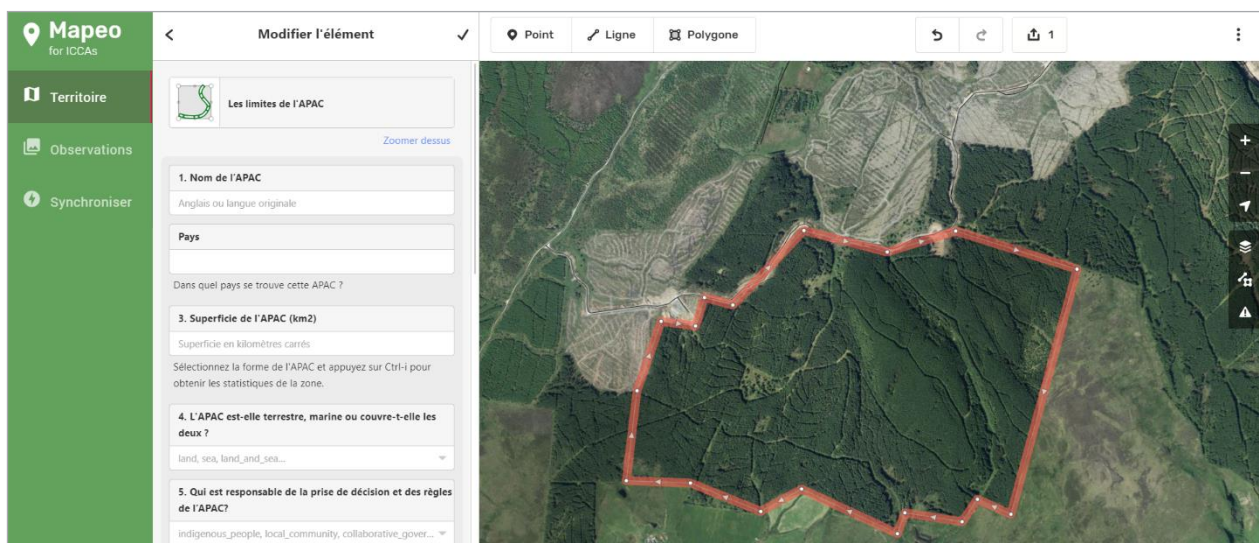 Mapeo
for ICCAs
Territoire
Observations
Synchroniser
Modifier l'élément
Les limites de l'APAC
Zoomer dessus
1. Nom de l'APAC
Anglais ou langue originale
Pays
Dans quel pays se trouve cette APAC ?
3. Superficie de l'APAC (km2)
Superficie en kilomètres carrés
Sélectionnez la forme de l'APAC et appuyez sur Ctrl-i pour
obtenir les statistiques de la zone.
4. L'APAC est-elle terrestre, marine ou couvre-t-elle les
deux ?
land, sea, land_and_sea...
5. Qui est responsable de la prise de décision et des règles
de l'APAC?
indigenous_people, local_community, collaborative_gover...
Point
Ligne
Polygone
1